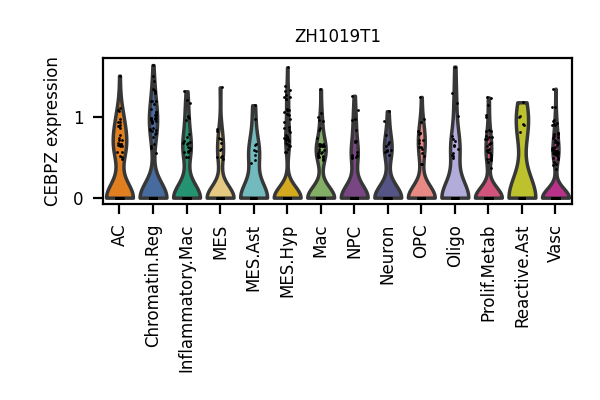 ZH1019T1
CEBPZ expression
1
0
AC
Chromatin.Reg
Inflammatory.Mac
MES
MES.Ast
MES.Hyp
Mac
NPC
Neuron
OPC
Oligo
Prolif.Metab
Reactive.Ast
Vasc